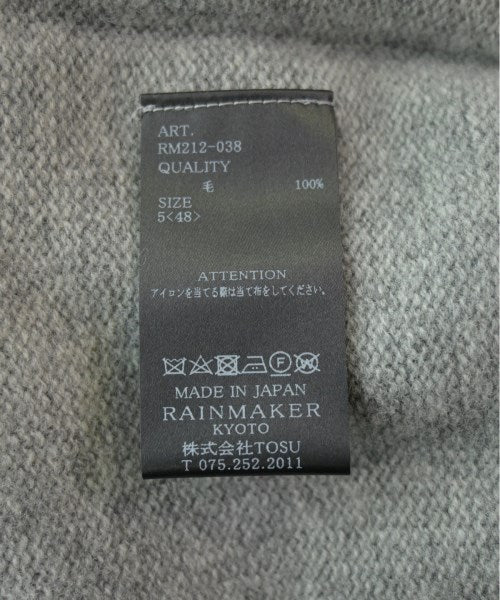 ART.
RM212-038
QUALITY
毛 100%
SIZE
5<48>
ATTENTION
アイロンを当てる際は当て布をしてください。
F W
MADE IN JAPAN
RAINMAKER
KYOTO
株式会社TOSU
T 075.252.2011